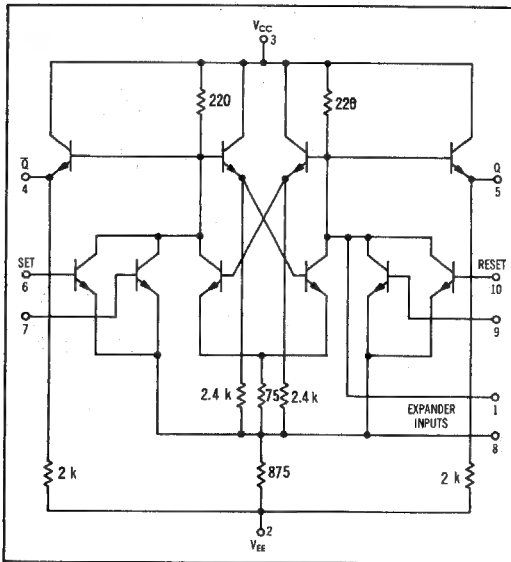 VCC
3
220
220
Q̅
4
Q
5
SET
6
7
RESET
10
9
2.4 k
75
2.4 k
EXPANDER
INPUTS
1
8
2 k
875
2 k
2
VEE